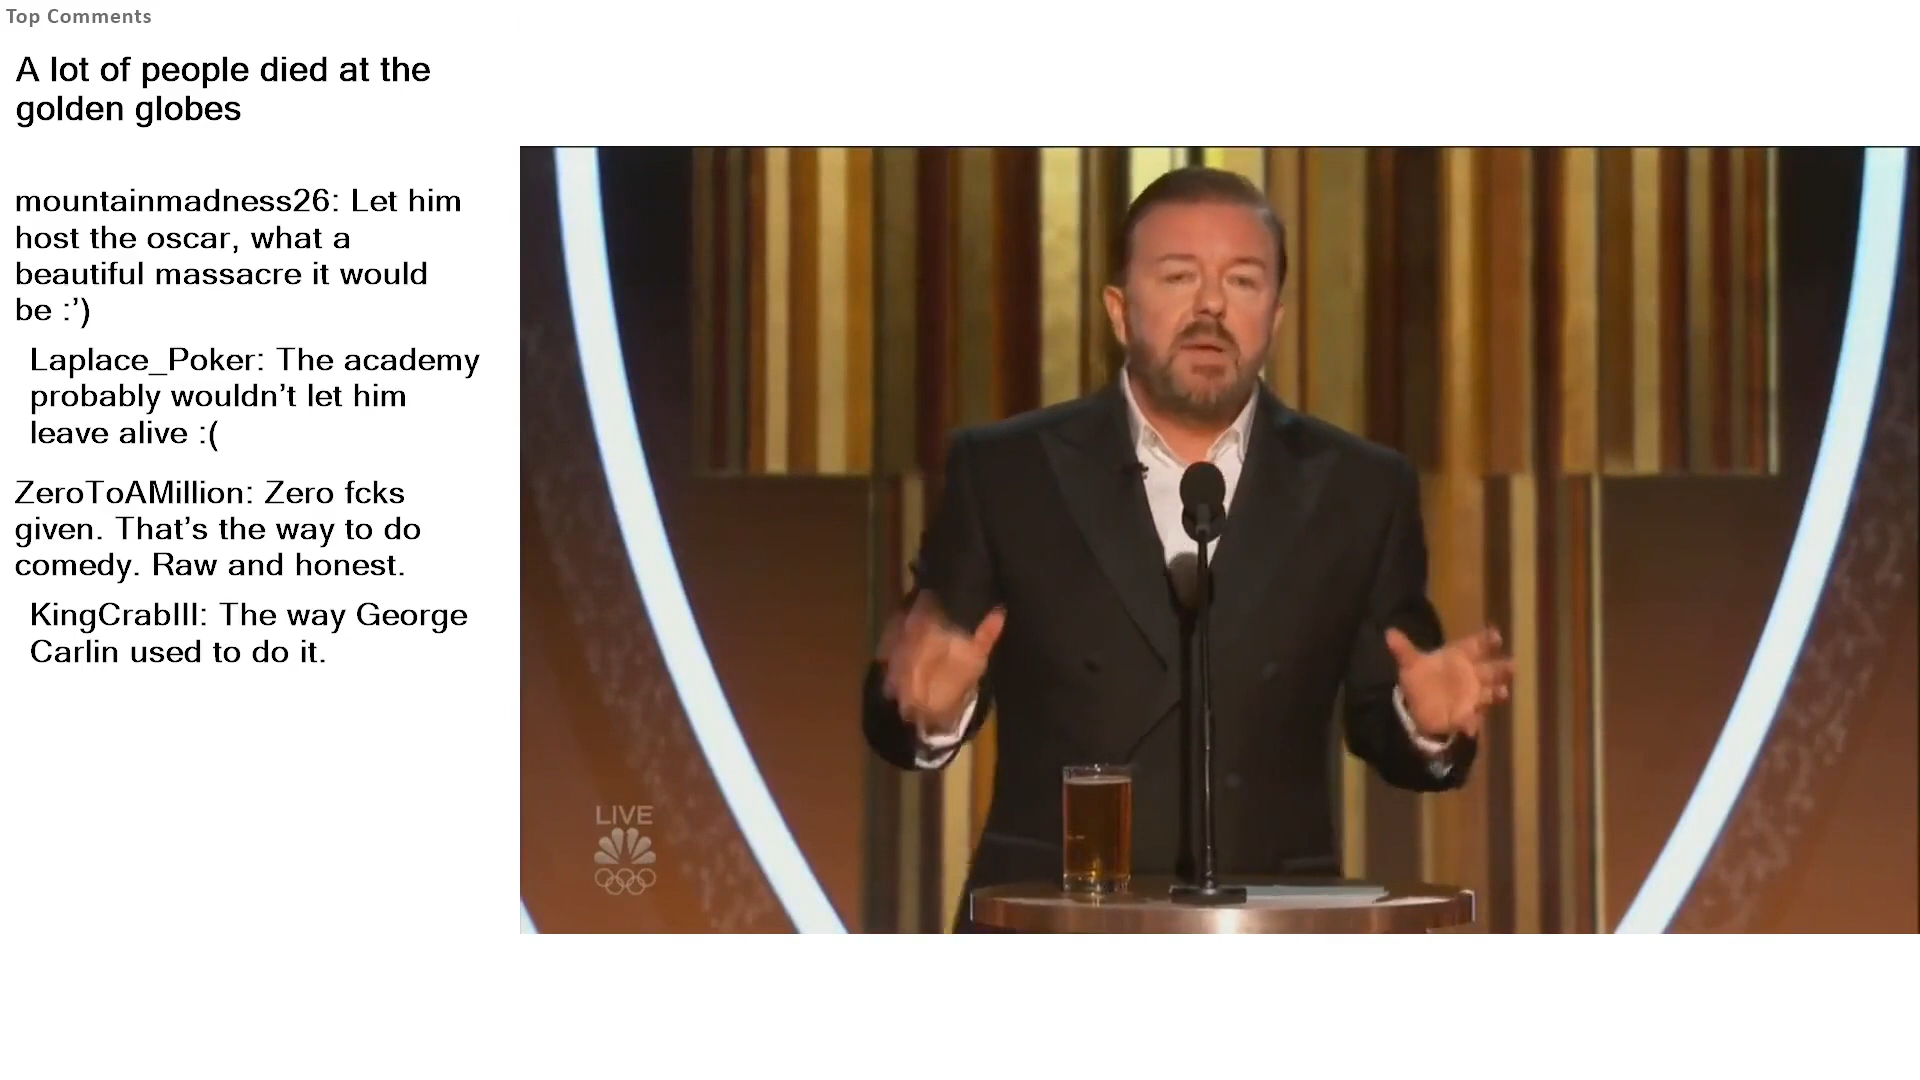 Top Comments
A lot of people died at the
golden globes
mountainmadness26: Let him
host the oscar, what a
beautiful massacre it would
be :’)
Laplace_Poker: The academy
probably wouldn’t let him
leave alive :(
ZeroToAMillion: Zero fcks
given. That’s the way to do
comedy. Raw and honest.
KingCrabIII: The way George
Carlin used to do it.
LIVE